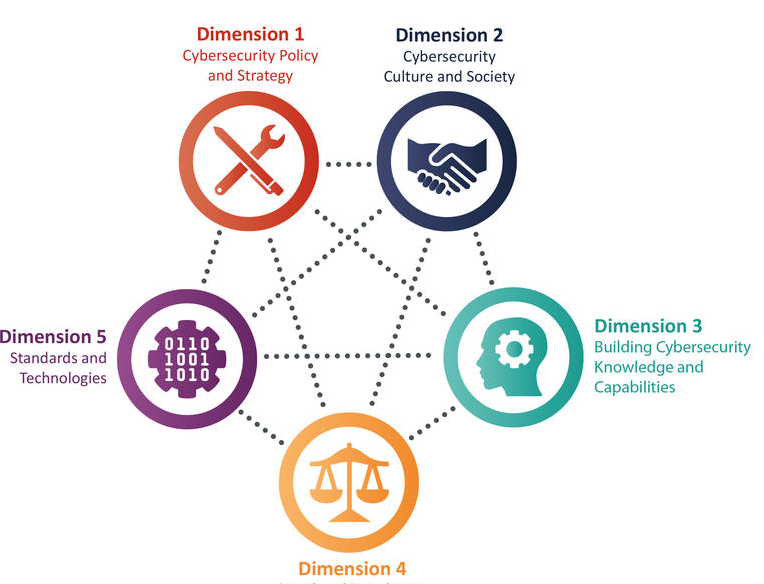 Dimension 1
Cybersecurity Policy
and Strategy
Dimension 2
Cybersecurity
Culture and Society
Dimension 3
Building Cybersecurity
Knowledge and
Capabilities
Dimension 5
Standards and
Technologies
0110
1001
1010
Dimension 4